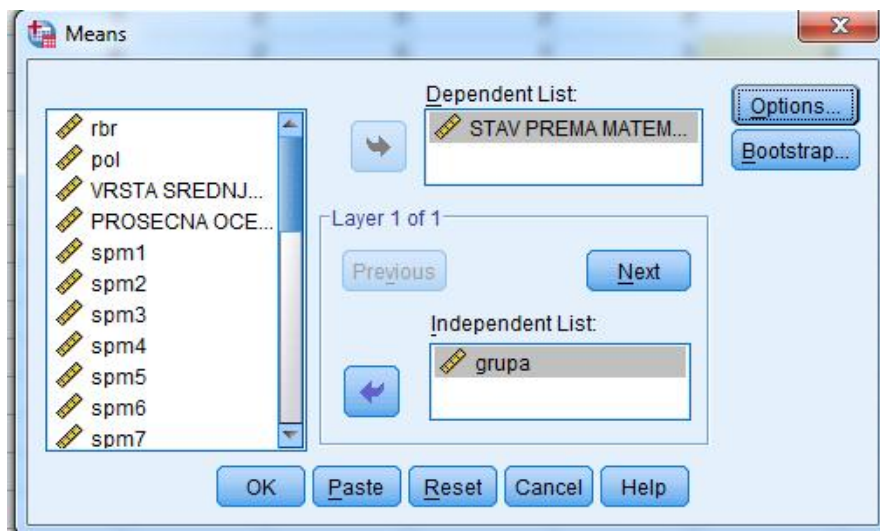 Means
rbr
pol
VRSTA SREDNJ...
PROSECNA OCE...
spm1
spm2
spm3
spm4
spm5
spm6
spm7
Dependent List:
STAV PREMA MATEM...
Layer 1 of 1
Previous
Next
Independent List:
grupa
Options...
Bootstrap...
OK
Paste
Reset
Cancel
Help